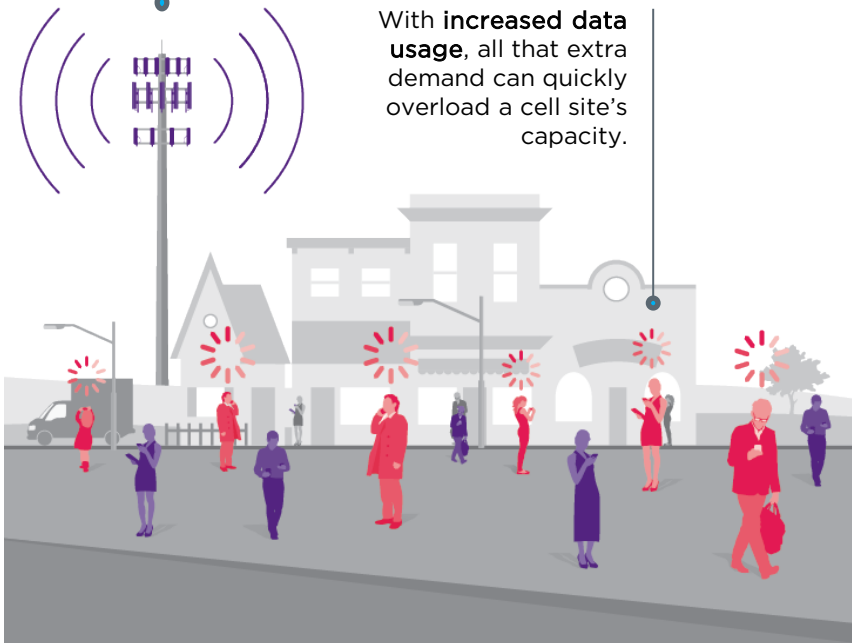 With increased data
usage, all that extra
demand can quickly
overload a cell site’s
capacity.